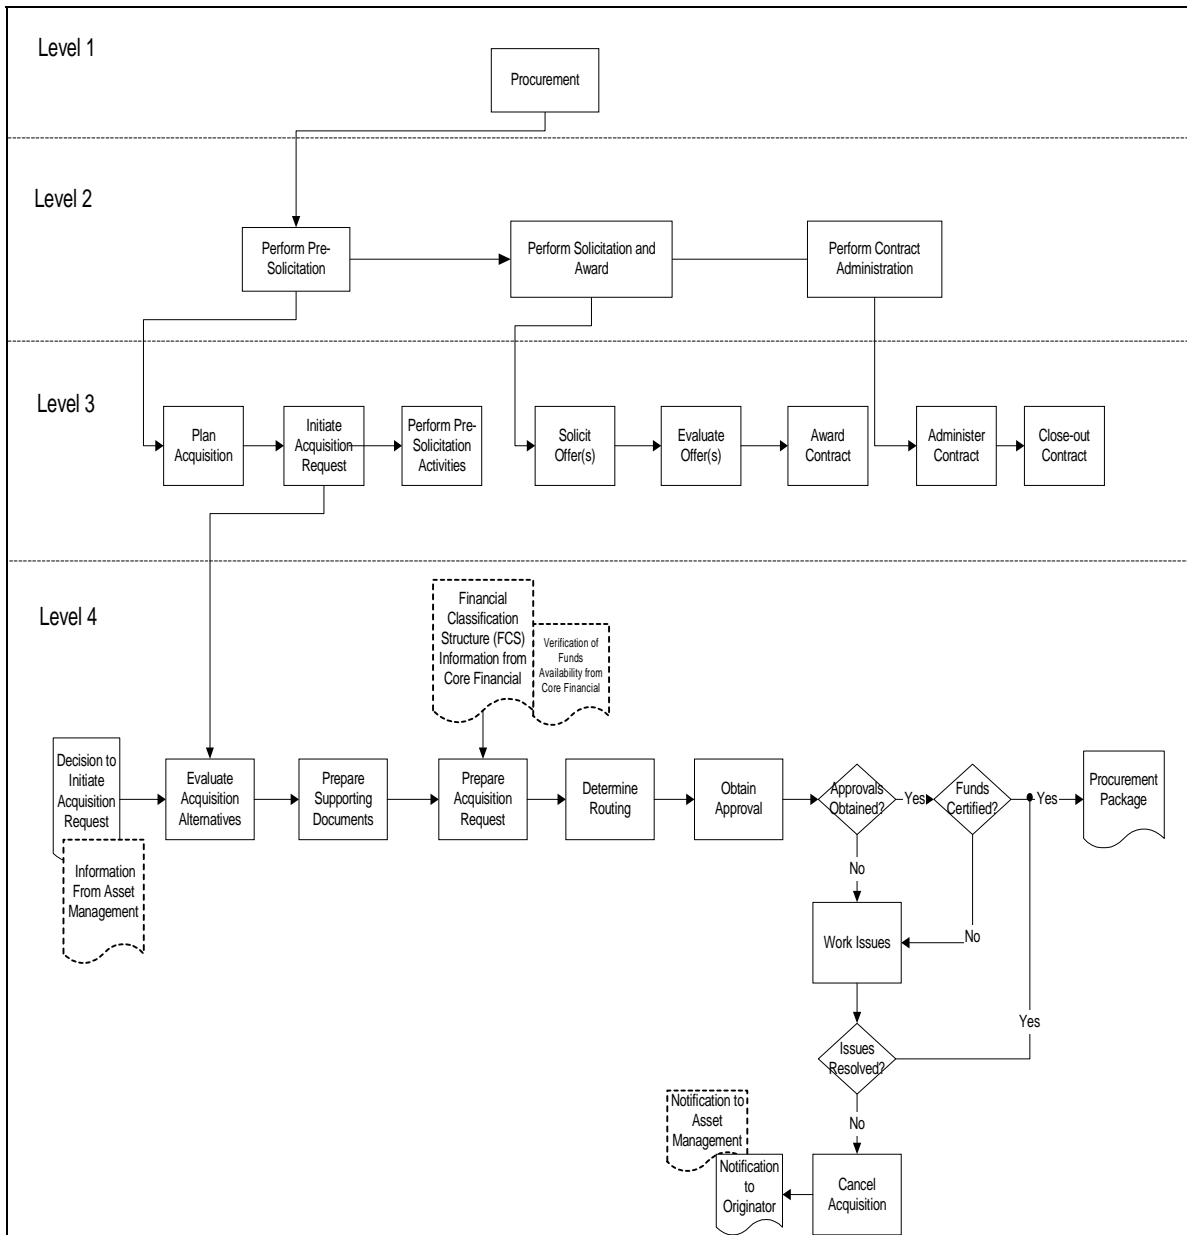 Level 1
Procurement
Level 2
Perform Pre-
Solicitation
Perform Solicitation and
Award
Perform Contract
Administration
Level 3
Plan
Acquisition
Initiate
Acquisition
Request
Perform Pre-
Solicitation
Activities
Solicit
Offer(s)
Evaluate
Offer(s)
Award
Contract
Administer
Contract
Close-out
Contract
Level 4
Financial
Classification
Structure (FCS)
Information from
Core Financial
Verification of
Funds
Availability from
Core Financial
Decision to
Initiate
Acquisition
Request
Information
From Asset
Management
Evaluate
Acquisition
Alternatives
Prepare
Supporting
Documents
Prepare
Acquisition
Request
Determine
Routing
Obtain
Approval
Approvals
Obtained?
Yes
Funds
Certified?
Yes
Procurement
Package
No
No
Work Issues
Yes
Issues
Resolved?
No
Notification to
Asset
Management
Notification
to
Originator
Cancel
Acquisition